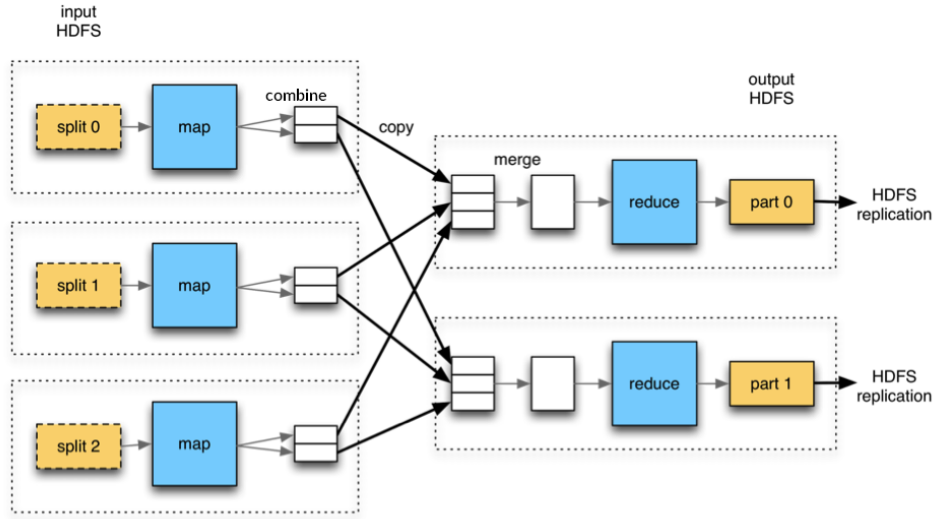 input
HDFS
combine
split 0
map
copy
output
HDFS
merge
reduce
part 0
HDFS
replication
split 1
map
split 2
map
reduce
part 1
HDFS
replication